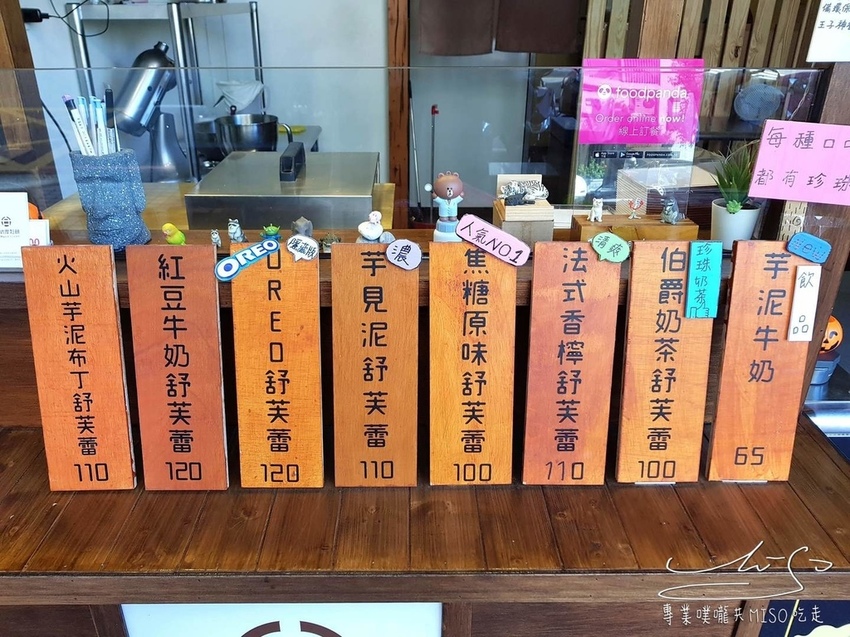 火山芋泥布丁舒芙蕾
110
紅豆牛奶舒芙蕾
120
OREO
OREO舒芙蕾
120
芋見泥舒芙蕾
濃
110
人氣NO1
焦糖原味舒芙蕾
100
法式香檸舒芙蕾
清爽
110
伯爵奶茶舒芙蕾
珍珠奶茶
100
芋泥牛奶
飲品
65
foodpanda
Order online now!
線上訂餐
每種口
都有珍珠
專業噗嚨共MISO吃走